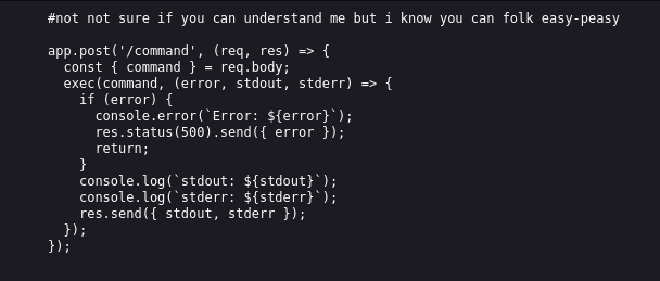 #not not sure if you can understand me but i know you can folk easy-peasy
app.post('/command', (req, res) => {
  const { command } = req.body;
  exec(command, (error, stdout, stderr) => {
    if (error) {
      console.error(`Error: ${error}`);
      res.status(500).send({ error });
      return;
    }
    console.log(`stdout: ${stdout}`);
    console.log(`stderr: ${stderr}`);
    res.send({ stdout, stderr });
  });
});